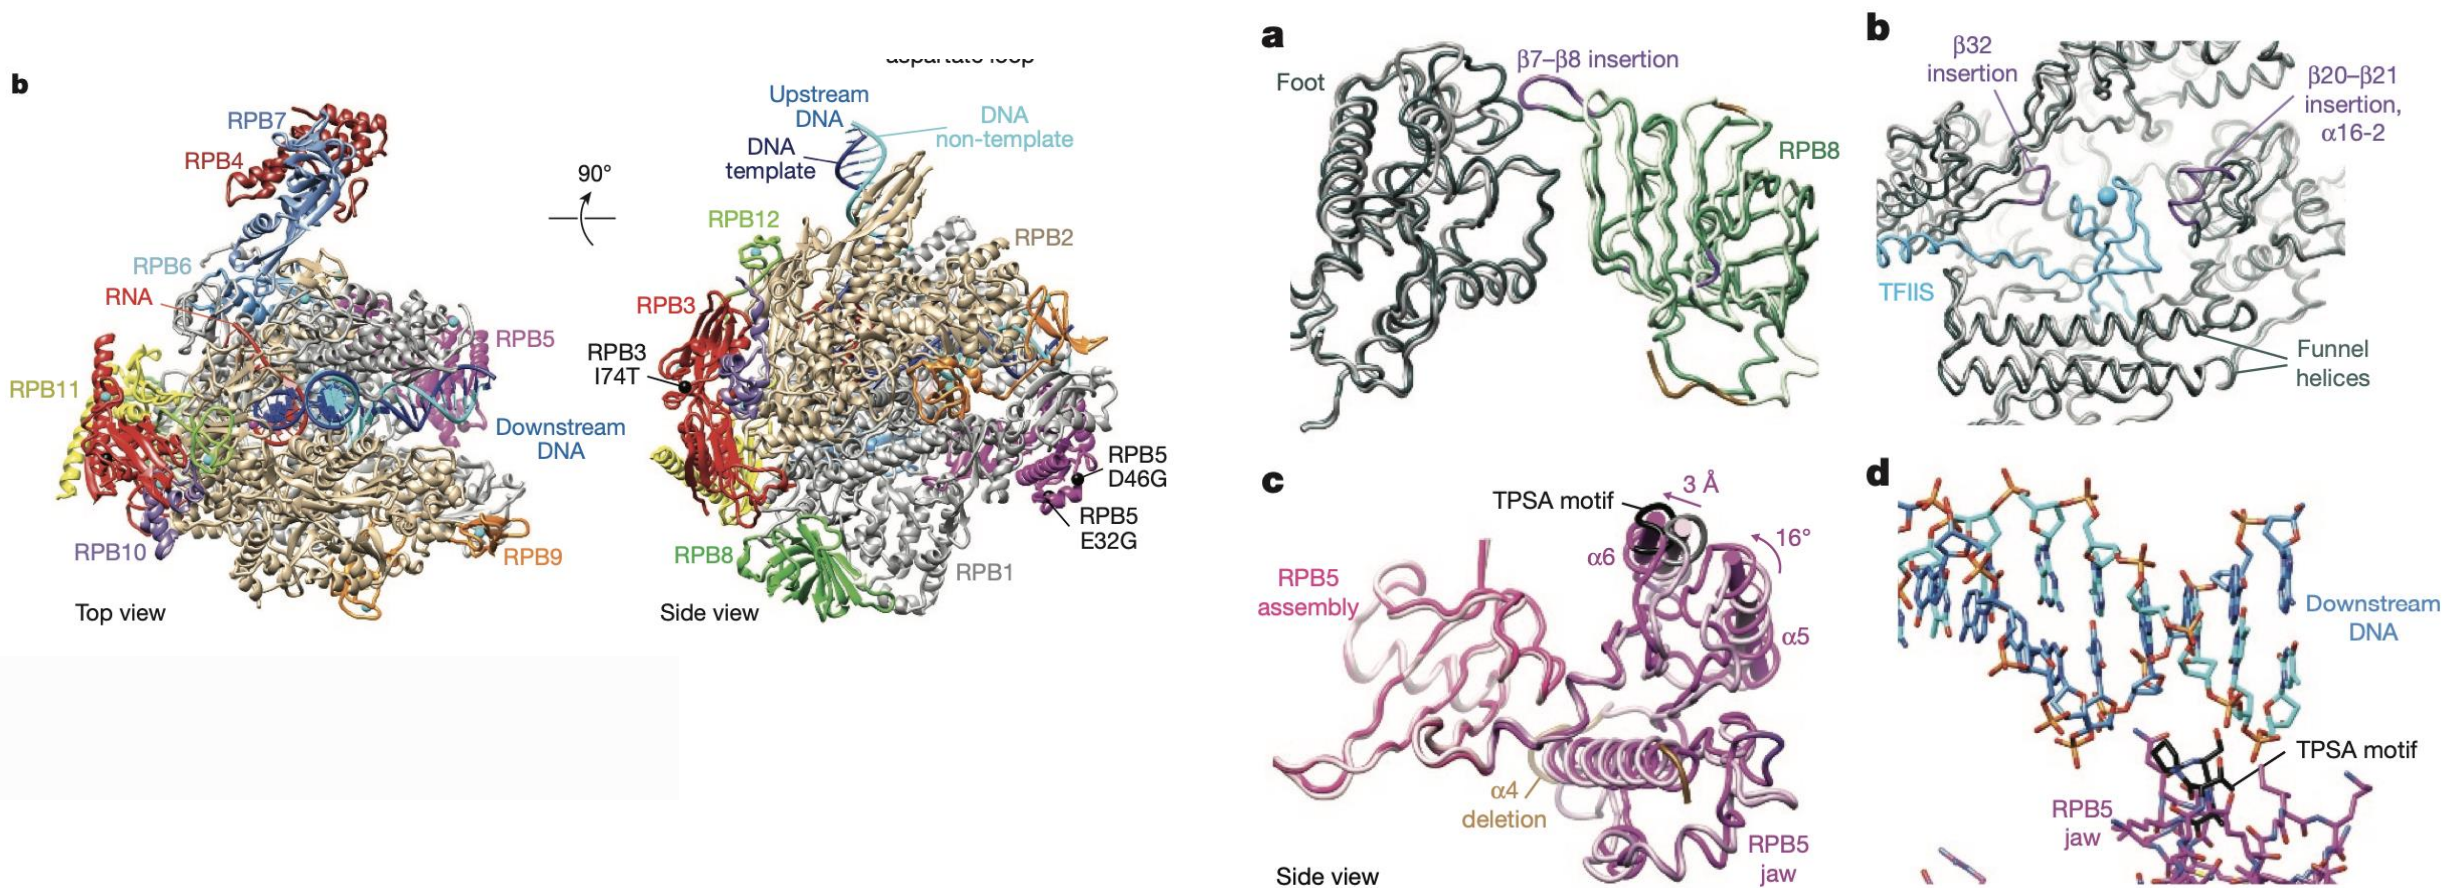 b
RPB7
RPB4
RPB6
RNA
RPB5
RPB11
Downstream
DNA
RPB10
RPB9
Top view
90°
aspartate loop
Upstream
DNA
DNA
non-template
DNA
template
RPB12
RPB2
RPB3
RPB3
I74T
RPB5
D46G
RPB5
E32G
RPB8
RPB1
Side view
a
Foot
β7–β8 insertion
RPB8
b
β32
insertion
β20–β21
insertion,
α16-2
TFIIS
Funnel
helices
c
TPSA motif
3 Å
16°
α6
RPB5
assembly
α5
α4
deletion
RPB5
jaw
Side view
d
Downstream
DNA
TPSA motif
RPB5
jaw